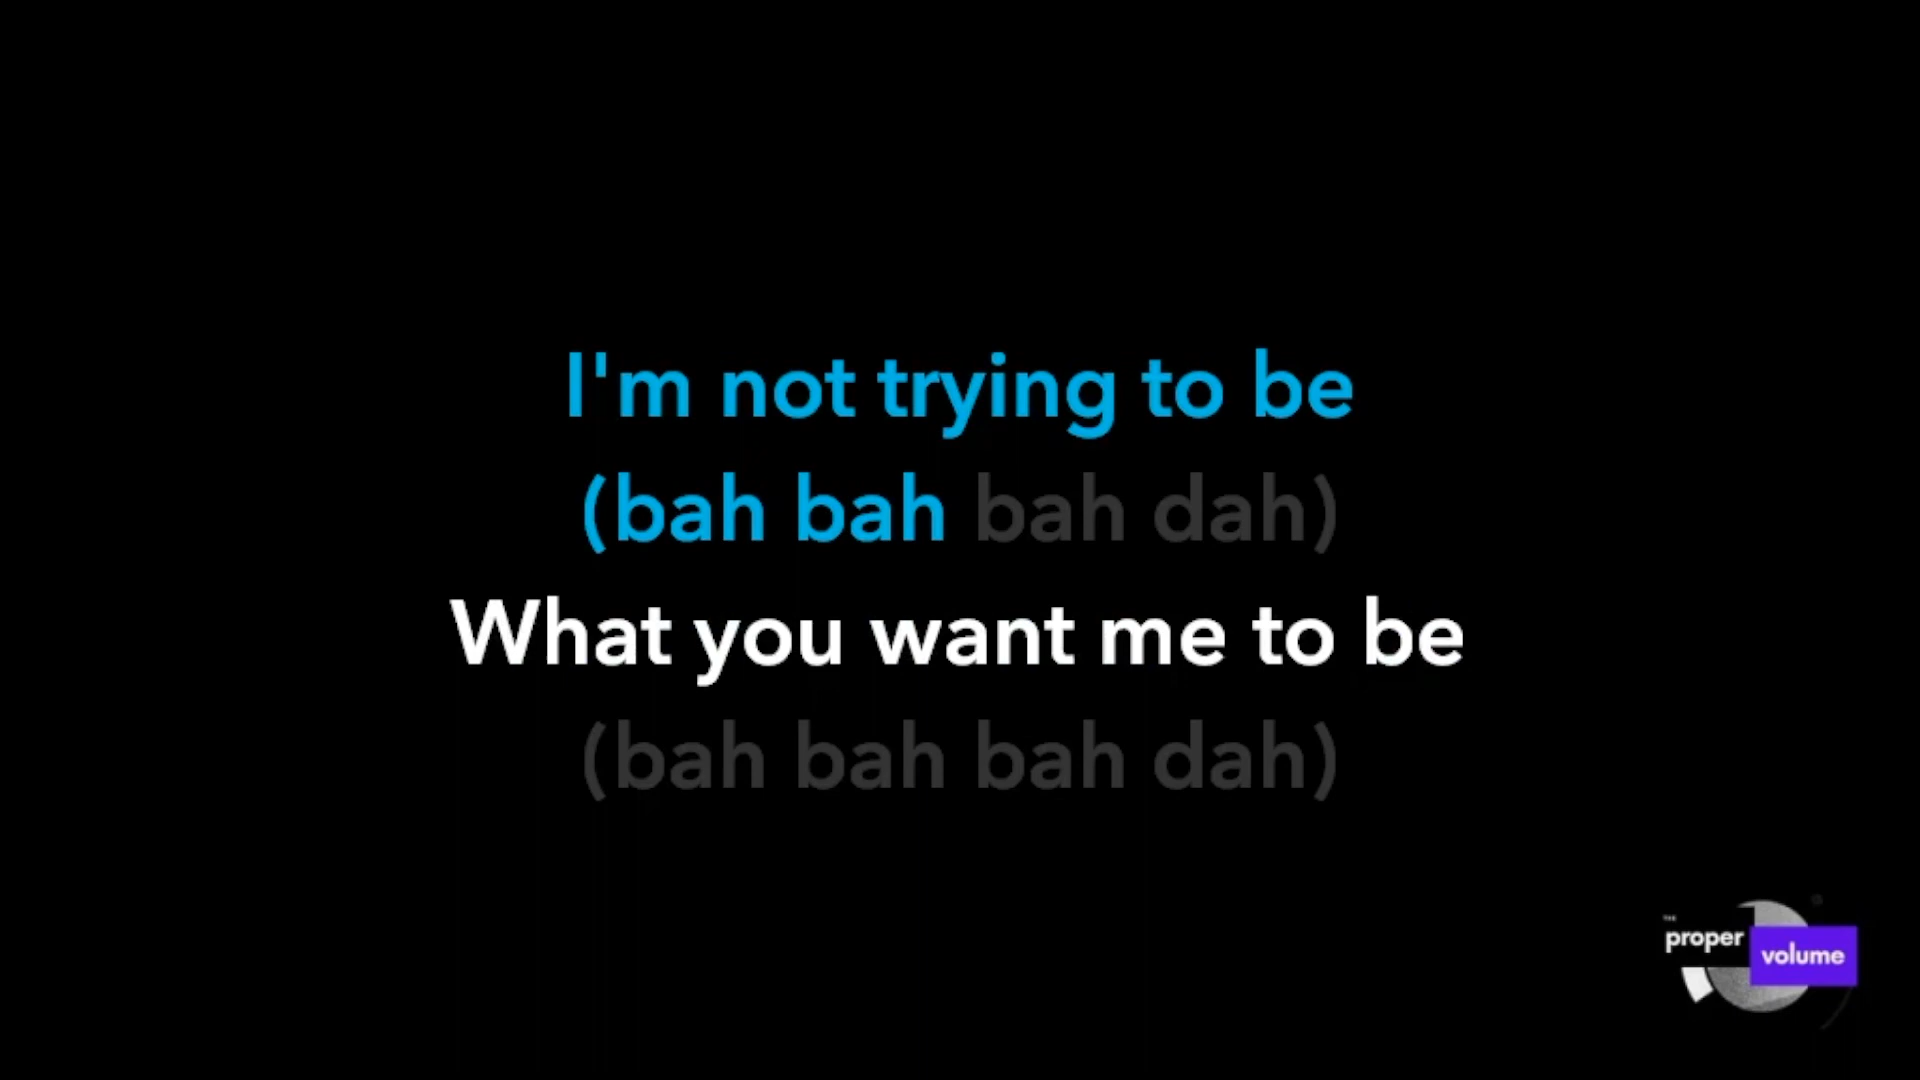 I'm not trying to be
(bah bah bah dah)
What you want me to be
(bah bah bah dah)
THE
proper
volume